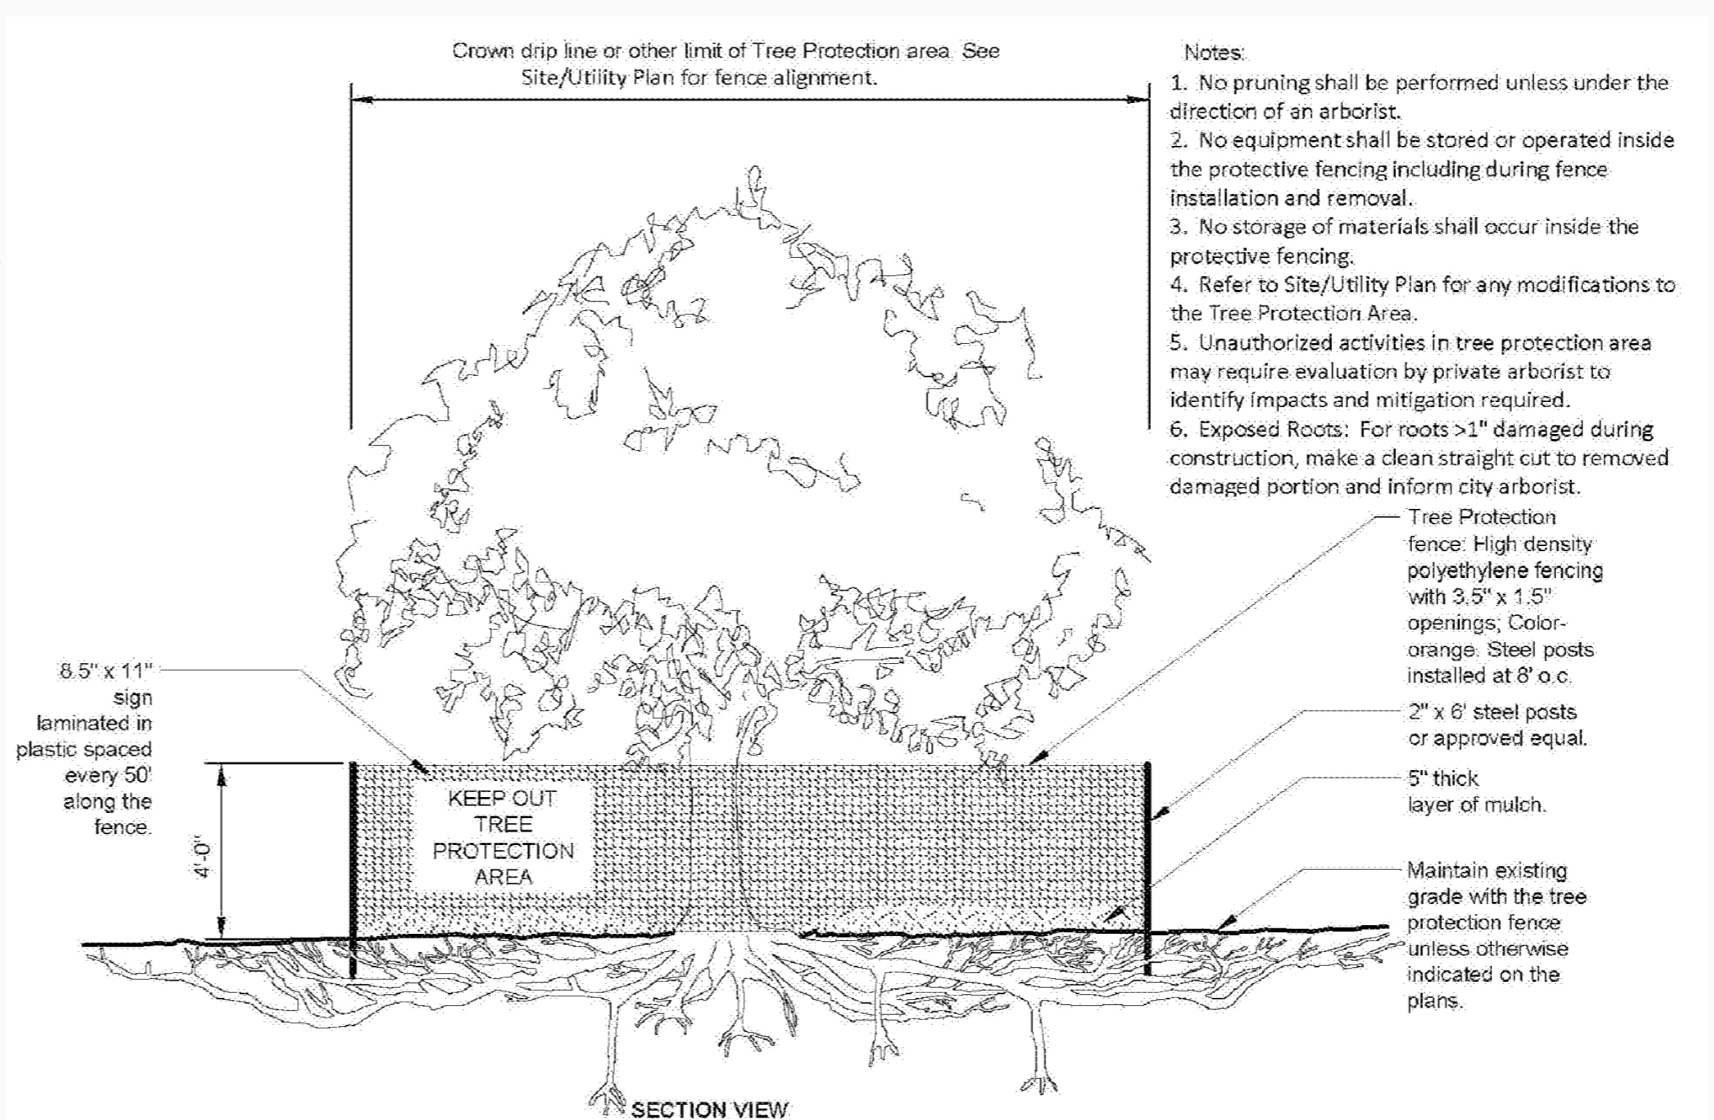 Crown drip line or other limit of Tree Protection area. See
Site/Utility Plan for fence alignment.
Notes:
1. No pruning shall be performed unless under the
direction of an arborist.
2. No equipment shall be stored or operated inside
the protective fencing including during fence
installation and removal.
3. No storage of materials shall occur inside the
protective fencing.
4. Refer to Site/Utility Plan for any modifications to
the Tree Protection Area.
5. Unauthorized activities in tree protection area
may require evaluation by private arborist to
identify impacts and mitigation required.
6. Exposed Roots: For roots >1" damaged during
construction, make a clean straight cut to removed
damaged portion and inform city arborist.
Tree Protection
fence: High density
polyethylene fencing
with 3.5" x 1.5"
openings; Color-
orange. Steel posts
installed at 8' o.c.
2" x 6' steel posts
or approved equal.
5" thick
layer of mulch.
Maintain existing
grade with the tree
protection fence
unless otherwise
indicated on the
plans.
8.5" x 11"
sign
laminated in
plastic spaced
every 50'
along the
fence.
4'-0"
KEEP OUT
TREE
PROTECTION
AREA
SECTION VIEW